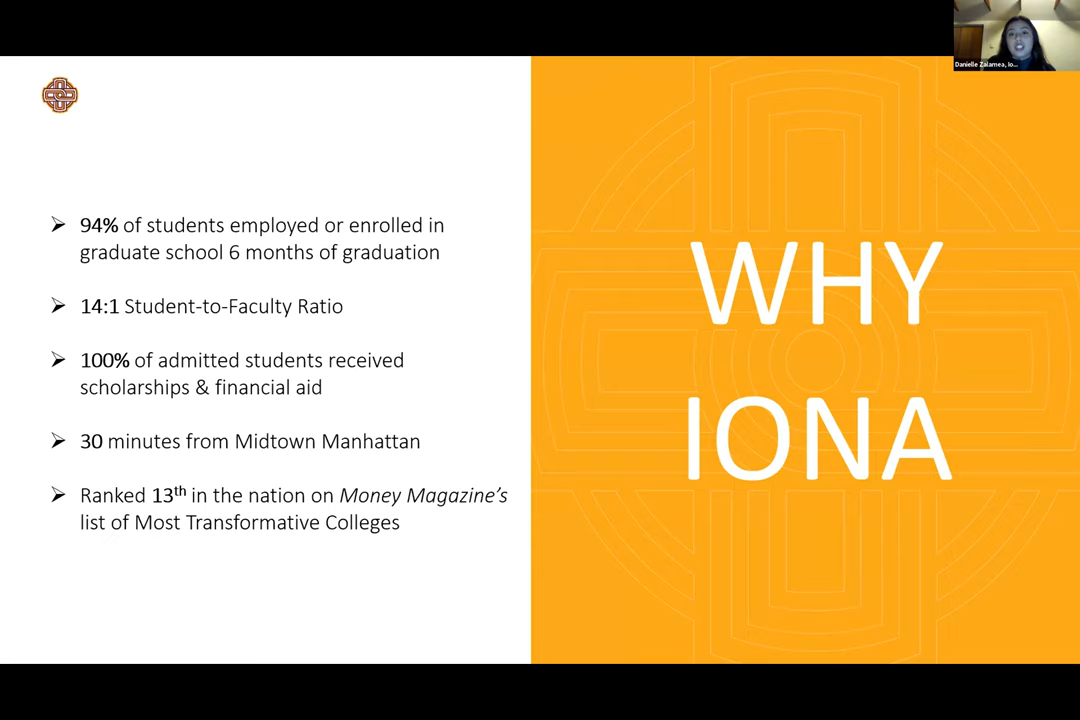 Danielle Zalamea, Io...
94% of students employed or enrolled in
graduate school 6 months of graduation
14:1 Student-to-Faculty Ratio
100% of admitted students received
scholarships & financial aid
30 minutes from Midtown Manhattan
Ranked 13th in the nation on Money Magazine's
list of Most Transformative Colleges
WHY
IONA